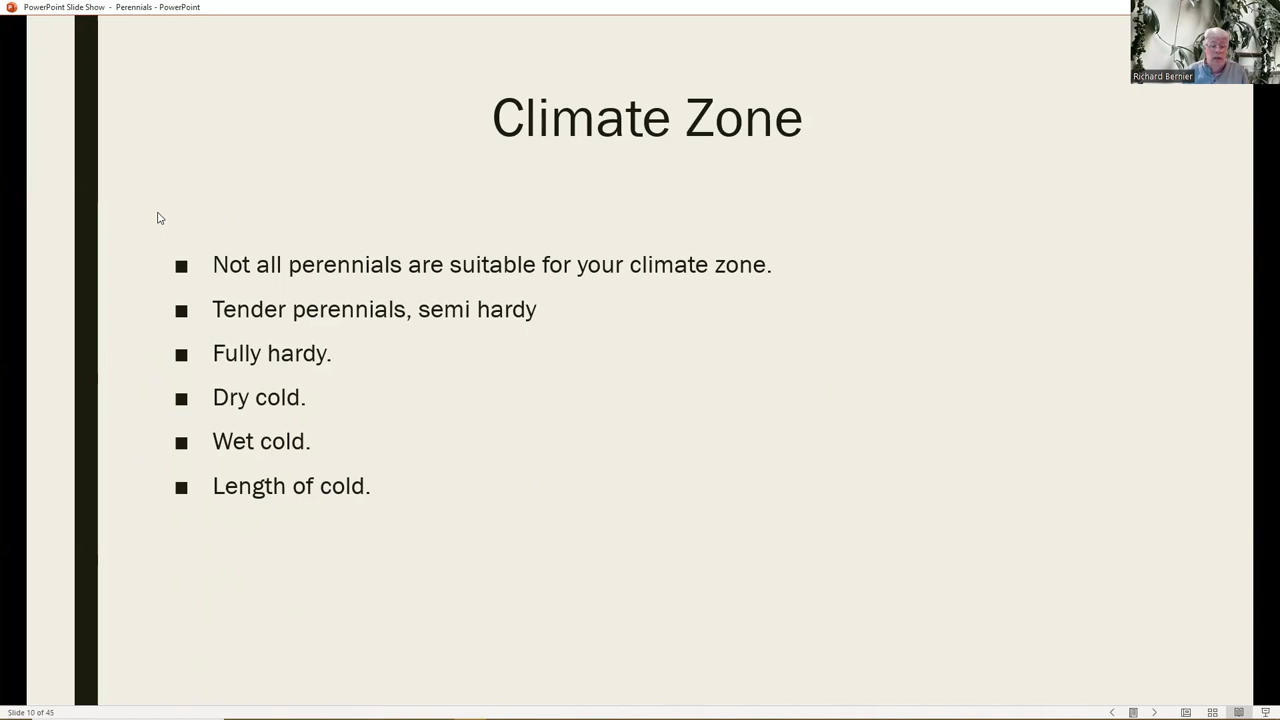 PowerPoint Slide Show - Perennials - PowerPoint
Richard Bernier
Climate Zone
■ Not all perennials are suitable for your climate zone.
■ Tender perennials, semi hardy
■ Fully hardy.
■ Dry cold.
■ Wet cold.
■ Length of cold.
Slide 10 of 45